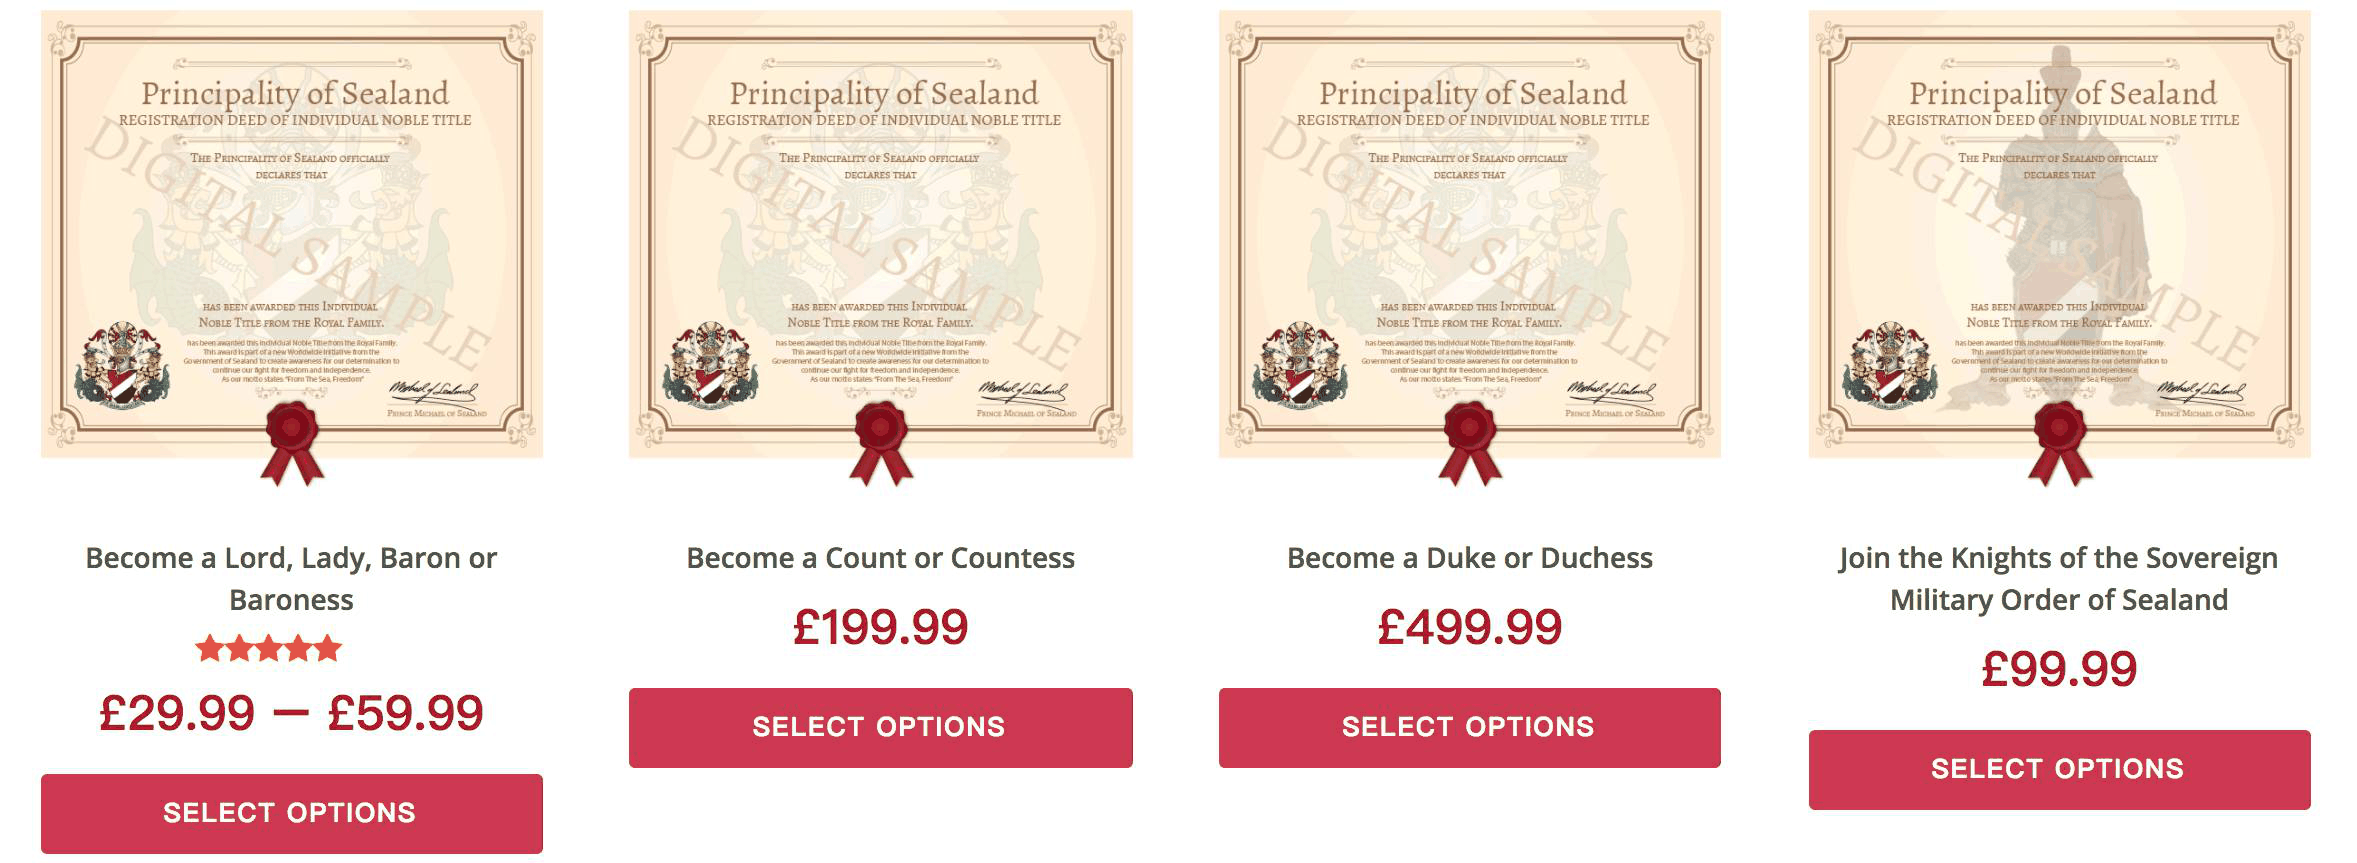 Principality of Sealand
REGISTRATION DEED OF INDIVIDUAL NOBLE TITLE
THE PRINCIPALITY OF SEALAND OFFICIALLY
DECLARES THAT
DIGITAL SAMPLE
HAS BEEN AWARDED THIS INDIVIDUAL
NOBLE TITLE FROM THE ROYAL FAMILY.
has been awarded this individual Noble Title from the Royal Family.
This award is part of a new Worldwide initiative from the
Government of Sealand to create awareness for our determination to
continue our fight for freedom and independence.
As our motto states "From The Sea, Freedom"
Michael of Sealand
PRINCE MICHAEL OF SEALAND
Become a Lord, Lady, Baron or
Baroness
£29.99 — £59.99
SELECT OPTIONS
Principality of Sealand
REGISTRATION DEED OF INDIVIDUAL NOBLE TITLE
THE PRINCIPALITY OF SEALAND OFFICIALLY
DECLARES THAT
DIGITAL SAMPLE
HAS BEEN AWARDED THIS INDIVIDUAL
NOBLE TITLE FROM THE ROYAL FAMILY.
has been awarded this individual Noble Title from the Royal Family.
This award is part of a new Worldwide initiative from the
Government of Sealand to create awareness for our determination to
continue our fight for freedom and independence.
As our motto states "From The Sea, Freedom"
Michael of Sealand
PRINCE MICHAEL OF SEALAND
Become a Count or Countess
£199.99
SELECT OPTIONS
Principality of Sealand
REGISTRATION DEED OF INDIVIDUAL NOBLE TITLE
THE PRINCIPALITY OF SEALAND OFFICIALLY
DECLARES THAT
DIGITAL SAMPLE
HAS BEEN AWARDED THIS INDIVIDUAL
NOBLE TITLE FROM THE ROYAL FAMILY.
has been awarded this individual Noble Title from the Royal Family.
This award is part of a new Worldwide initiative from the
Government of Sealand to create awareness for our determination to
continue our fight for freedom and independence.
As our motto states "From The Sea, Freedom"
Michael of Sealand
PRINCE MICHAEL OF SEALAND
Become a Duke or Duchess
£499.99
SELECT OPTIONS
Principality of Sealand
REGISTRATION DEED OF INDIVIDUAL NOBLE TITLE
THE PRINCIPALITY OF SEALAND OFFICIALLY
DECLARES THAT
DIGITAL SAMPLE
HAS BEEN AWARDED THIS INDIVIDUAL
NOBLE TITLE FROM THE ROYAL FAMILY.
has been awarded this individual Noble Title from the Royal Family.
This award is part of a new Worldwide initiative from the
Government of Sealand to create awareness for our determination to
continue our fight for freedom and independence.
As our motto states "From The Sea, Freedom"
Michael of Sealand
PRINCE MICHAEL OF SEALAND
Join the Knights of the Sovereign
Military Order of Sealand
£99.99
SELECT OPTIONS